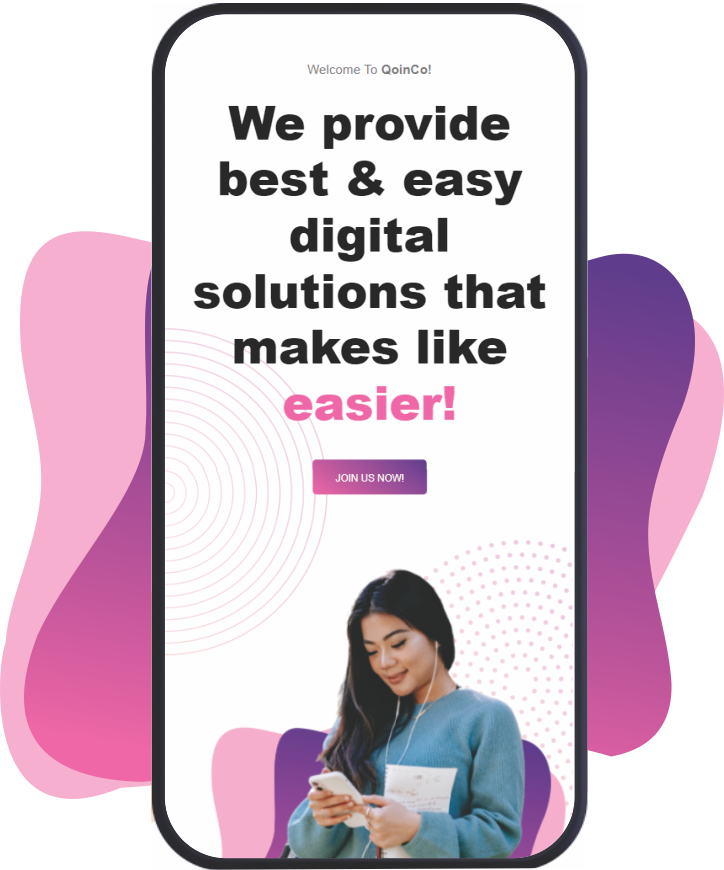 Welcome To QoinCo!
We provide
best & easy
digital
solutions that
makes like
easier!
JOIN US NOW!